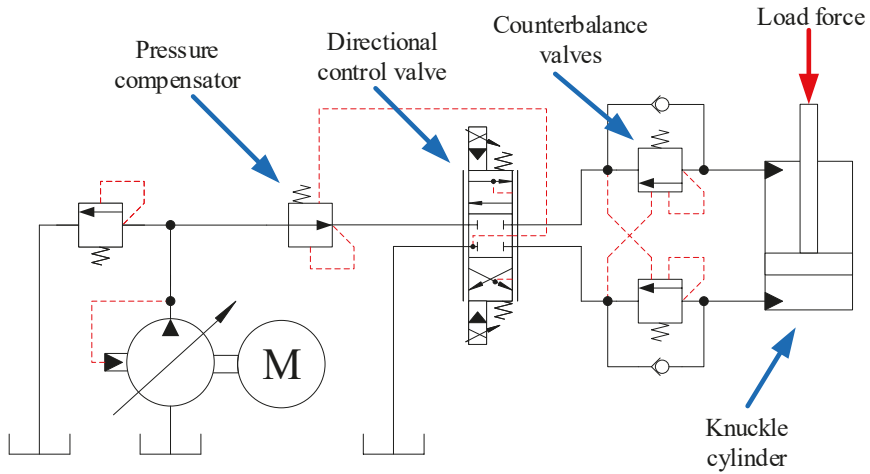 Pressure
compensator
Directional
control valve
Counterbalance
valves
Load force
M
Knuckle
cylinder